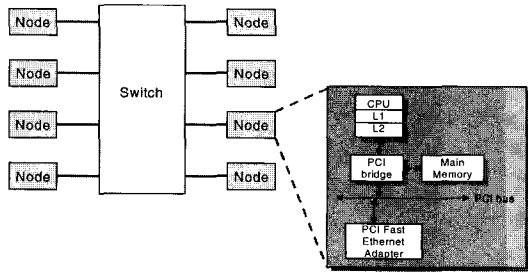 Node
Node
Node
Node
Switch
Node
Node
Node
Node
CPU
L1
L2
PCI
bridge
Main
Memory
PCI bus
PCI Fast
Ethernet
Adapter